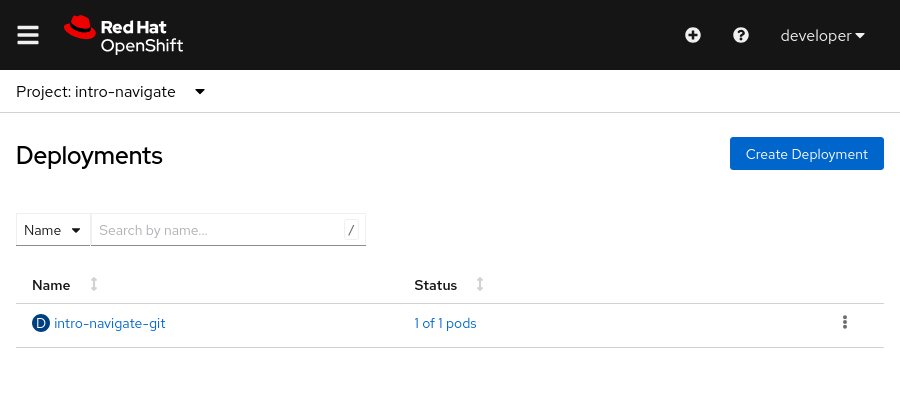 Red Hat
OpenShift
developer
Project: intro-navigate
Deployments
Create Deployment
Name
Search by name...
/
Name
Status
D intro-navigate-git
1 of 1 pods